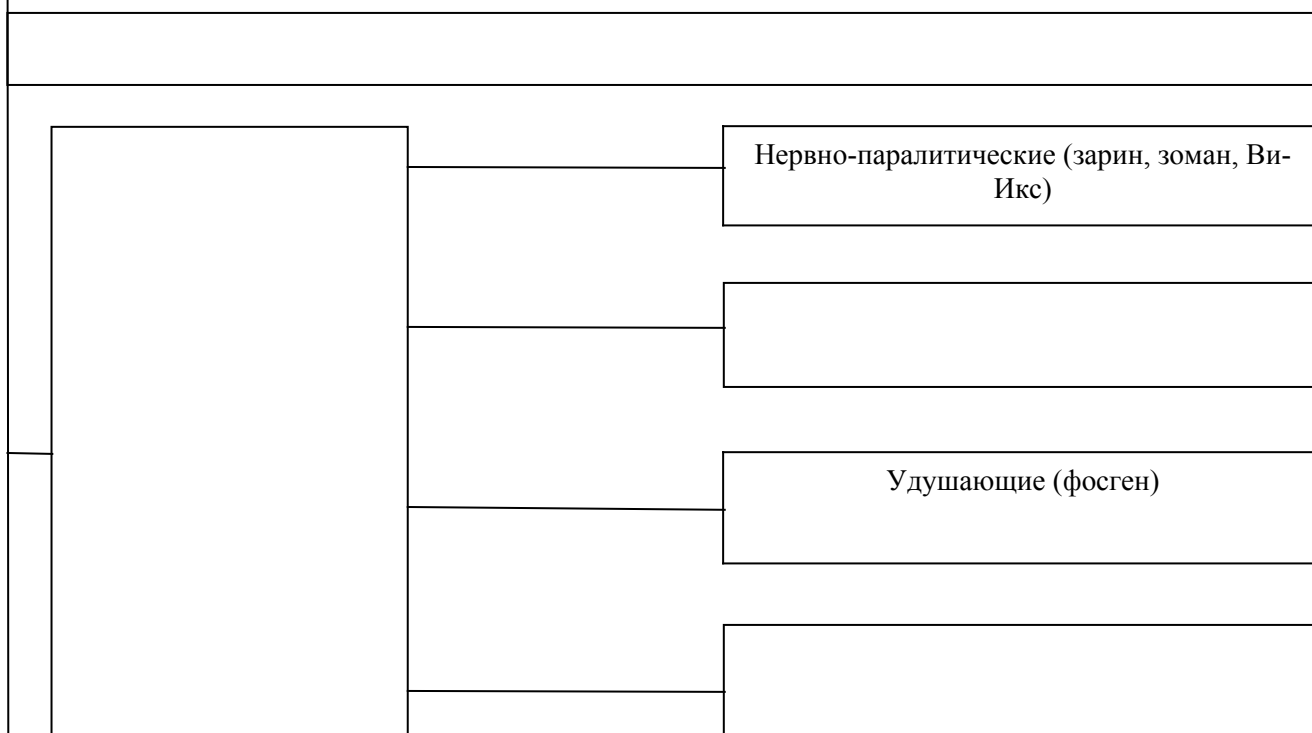 Нервно-паралитические (зарин, зоман, Ви-
Икс)
Удушающие (фосген)